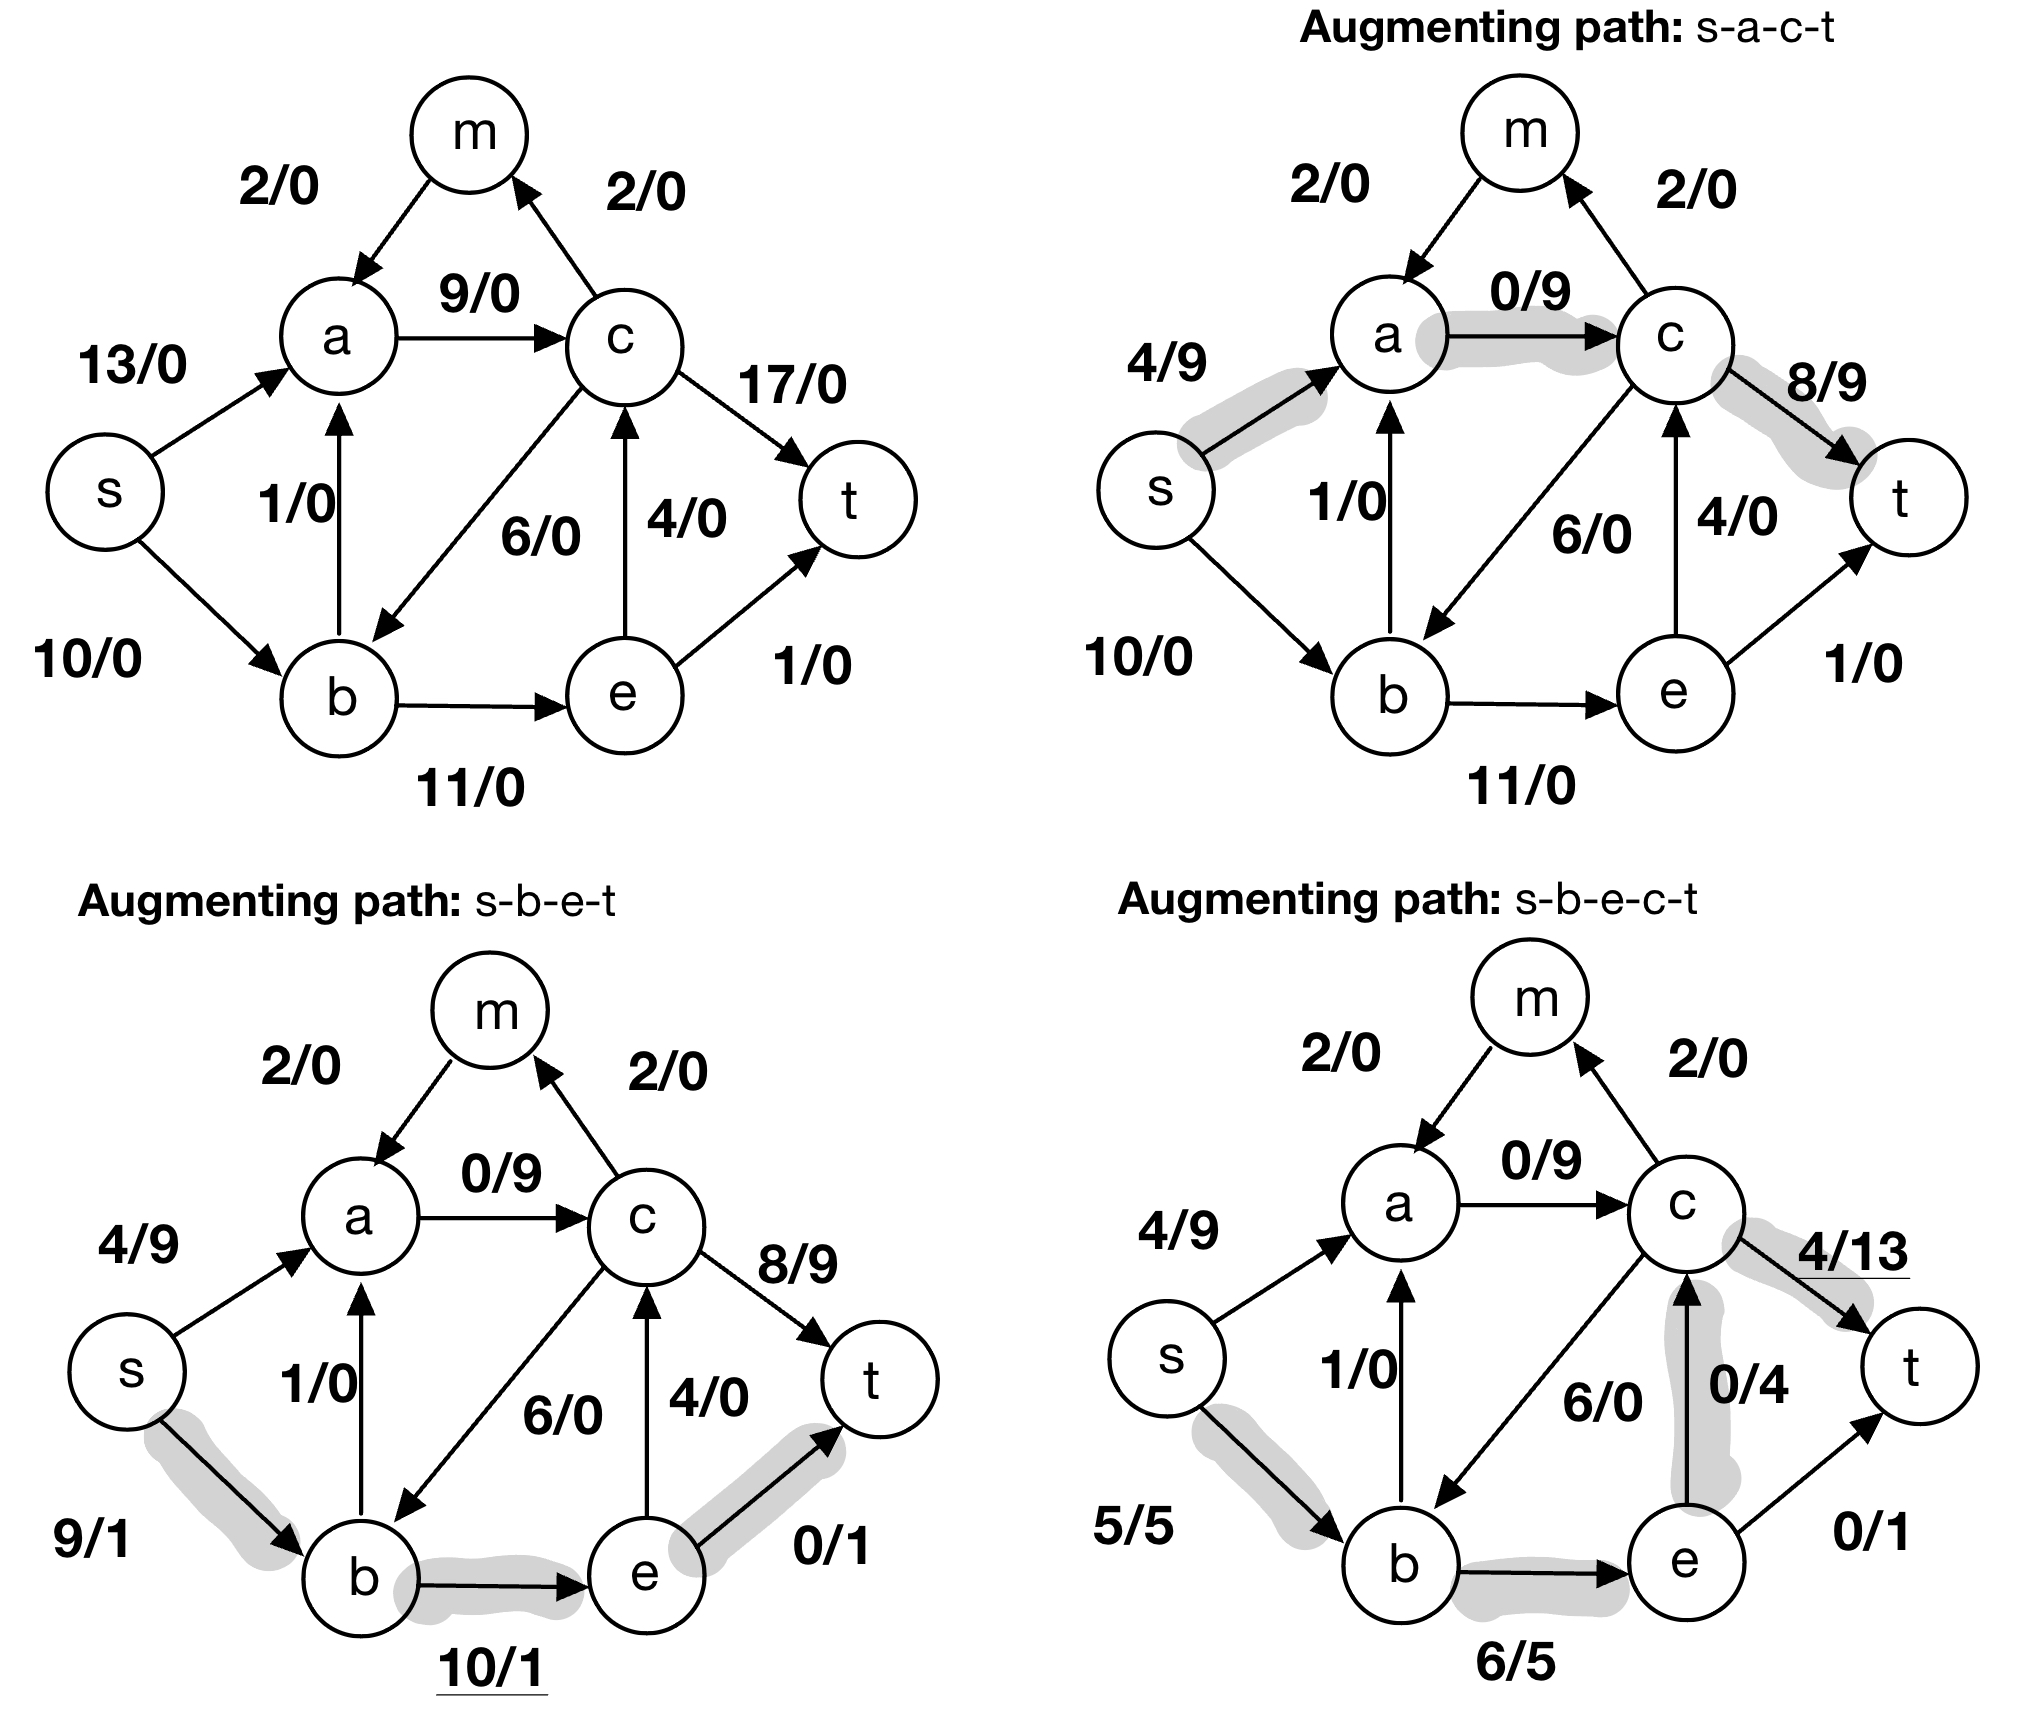 m
2/0
2/0
9/0
a
c
13/0
17/0
s
1/0
6/0
4/0
t
10/0
b
e
1/0
11/0
Augmenting path: s-a-c-t
m
2/0
2/0
0/9
a
c
4/9
8/9
s
1/0
6/0
4/0
t
10/0
b
e
1/0
11/0
Augmenting path: s-b-e-t
m
2/0
2/0
0/9
a
c
4/9
8/9
s
1/0
6/0
4/0
t
9/1
b
e
0/1
10/1
Augmenting path: s-b-e-c-t
m
2/0
2/0
0/9
a
c
4/9
4/13
s
1/0
6/0
0/4
t
5/5
b
e
0/1
6/5